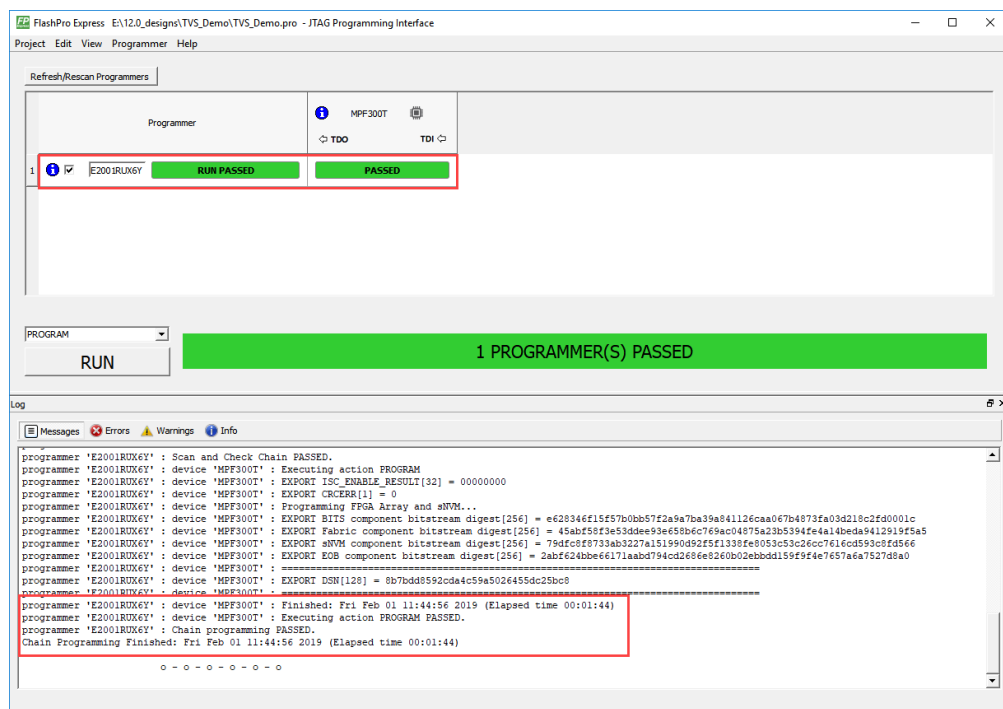 FP FlashPro Express E:\12.0_designs\TVS_Demo\TVS_Demo.pro - JTAG Programming Interface
Project Edit View Programmer Help
Refresh/Rescan Programmers
Programmer
MPF300T
TDO TDI
1 E2001RUX6Y RUN PASSED PASSED
PROGRAM
RUN
1 PROGRAMMER(S) PASSED
Log
Messages Errors Warnings Info
programmer 'E2001RUX6Y' : Scan and Check Chain PASSED.
programmer 'E2001RUX6Y' : device 'MPF300T' : Executing action PROGRAM
programmer 'E2001RUX6Y' : device 'MPF300T' : EXPORT ISC_ENABLE_RESULT[32] = 00000000
programmer 'E2001RUX6Y' : device 'MPF300T' : EXPORT CRCERR[1] = 0
programmer 'E2001RUX6Y' : device 'MPF300T' : Programming FPGA Array and sNVM...
programmer 'E2001RUX6Y' : device 'MPF300T' : EXPORT BITS component bitstream digest[256] = e628346f15f57b0bb57f2a9a7ba39a841126caa067b4873fa03d218c2fd0001c
programmer 'E2001RUX6Y' : device 'MPF300T' : EXPORT Fabric component bitstream digest[256] = 45abf58f3e53ddee93e658b6c769ac04875a23b5394fe4a14beda9412919f5a5
programmer 'E2001RUX6Y' : device 'MPF300T' : EXPORT sNVM component bitstream digest[256] = 79dfc8f8733ab3227a151990d92f5f1338fe8053c53c26cc7616cd593c8fd566
programmer 'E2001RUX6Y' : device 'MPF300T' : EXPORT EOB component bitstream digest[256] = 2abf624bbe66171aabd794cd2686e8260b02ebbdd159f9f4e7657a6a7527d8a0
programmer 'E2001RUX6Y' : device 'MPF300T' : ===================================================================================
programmer 'E2001RUX6Y' : device 'MPF300T' : EXPORT DSN[128] = 8b7bdd8592cda4c59a5026455dc25bc8
programmer 'E2001RUX6Y' : device 'MPF300T' : ===================================================================================
programmer 'E2001RUX6Y' : device 'MPF300T' : Finished: Fri Feb 01 11:44:56 2019 (Elapsed time 00:01:44)
programmer 'E2001RUX6Y' : device 'MPF300T' : Executing action PROGRAM PASSED.
programmer 'E2001RUX6Y' : Chain programming PASSED.
Chain Programming Finished: Fri Feb 01 11:44:56 2019 (Elapsed time 00:01:44)
o - o - o - o - o - o